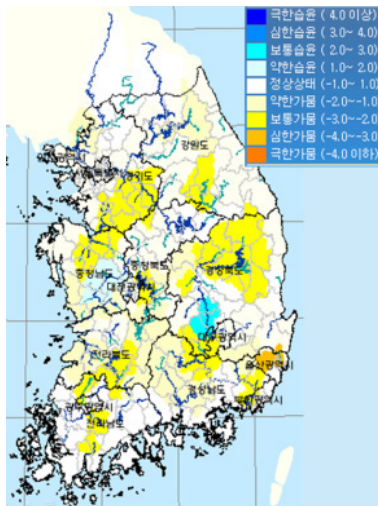 극한습윤 ( 4.0 이상)
심한습윤 ( 3.0~ 4.0)
보통습윤 ( 2.0~ 3.0)
약한습윤 ( 1.0~ 2.0)
정상상태 (-1.0~ 1.0)
약한가뭄 (-2.0~-1.0)
보통가뭄 (-3.0~-2.0)
심한가뭄 (-4.0~-3.0)
극한가뭄 (-4.0 이하)
강원도
경기도
충청북도
충청남도
대전광역시
경상북도
대구광역시
전라북도
울산광역시
경상남도
부산광역시
광주광역시
전라남도